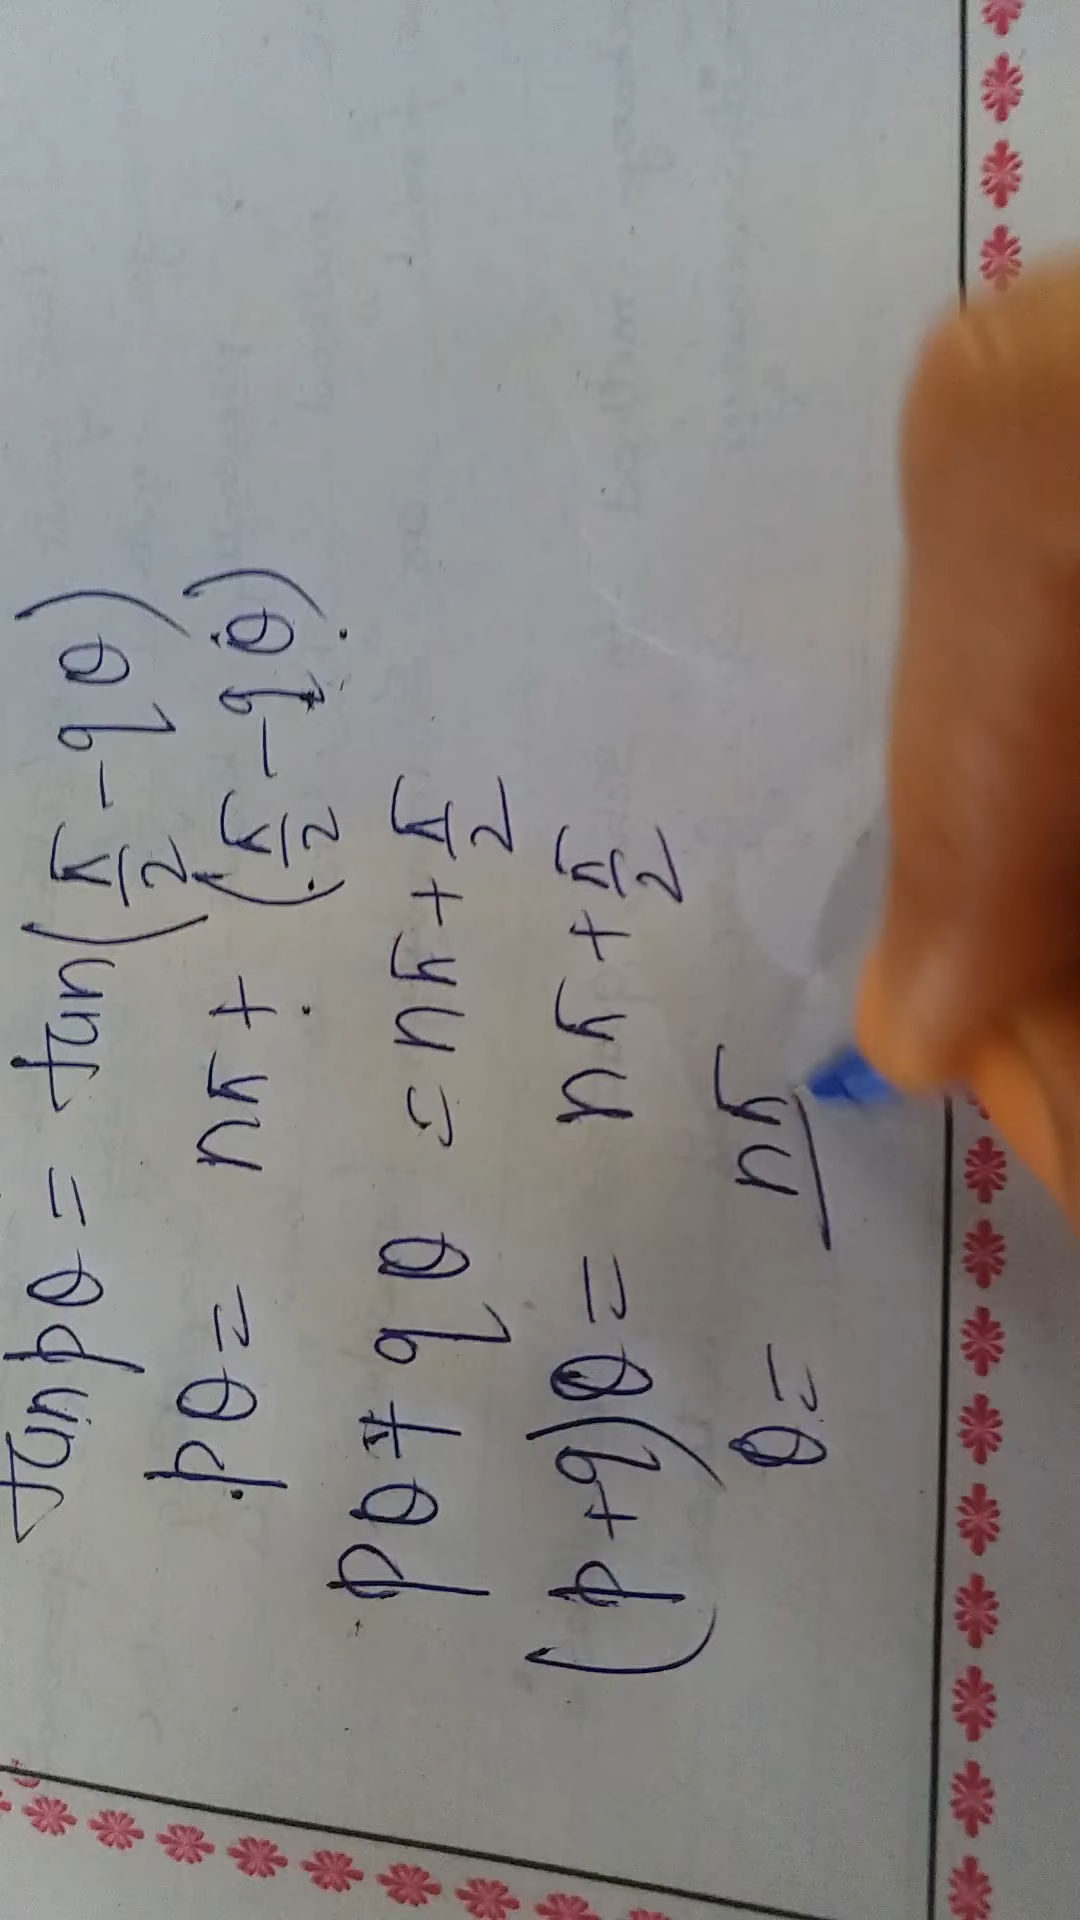 tan pθ = tan(π/2 - qθ)
pθ = nπ + (π/2 - qθ)
pθ + qθ = nπ + π/2
(p+q)θ = nπ + π/2
θ = nπ